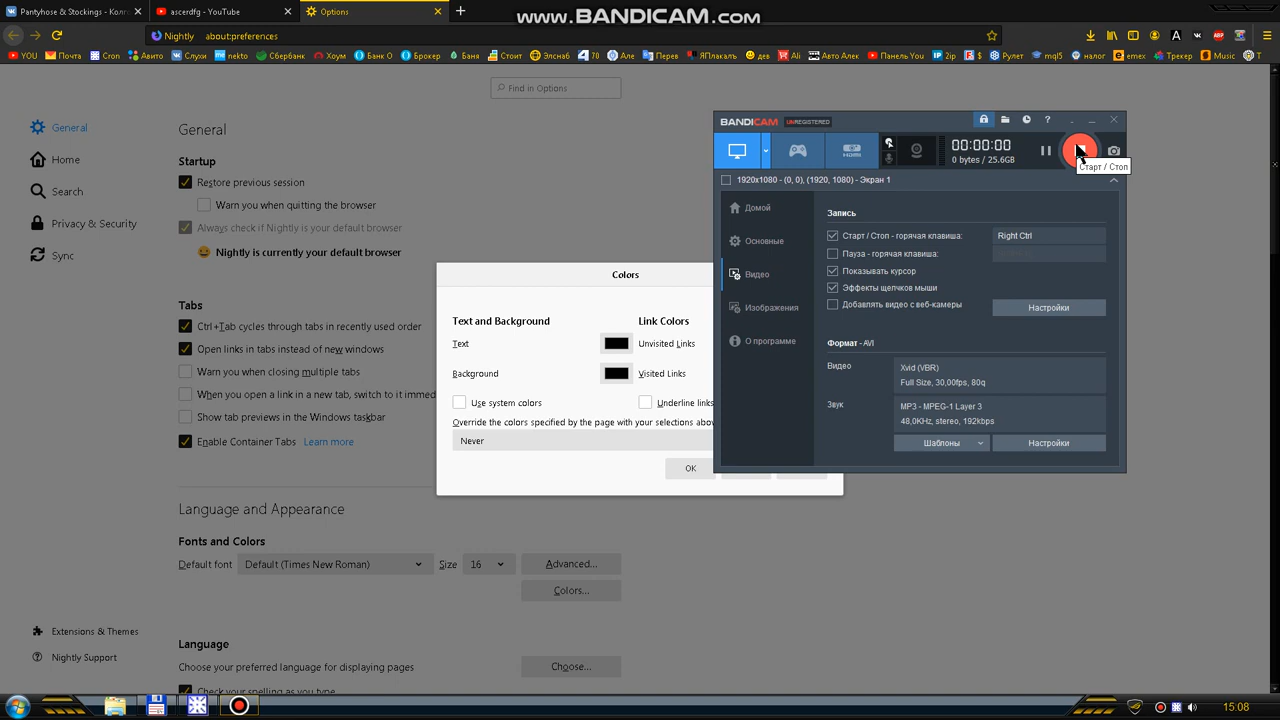 Pantyhose & Stockings - Кол
ascerdfg - YouTube
Options
www.BANDICAM.com
Nightly
about:preferences
YOU
Почта
Cron
Авито
Слухи
nekto
Сбербанк
Хоум
Банк О
Брокер
Стоит
Элснаб
70
Але
Перев
ЯПлакалъ
дев
Ali
Авто Алек
Панель You
2ip
$
Рулет
mql5
налог
emex
Трекер
Music
Т
Find in Options
General
Home
Search
Privacy & Security
Sync
Extensions & Themes
Nightly Support
General
Startup
Restore previous session
Warn you when quitting the browser
Always check if Nightly is your default browser
Nightly is currently your default browser
Tabs
Ctrl+Tab cycles through tabs in recently used order
Open links in tabs instead of new windows
Warn you when closing multiple tabs
When you open a link in a new tab, switch to it immed
Show tab previews in the Windows taskbar
Enable Container Tabs Learn more
Language and Appearance
Fonts and Colors
Default font
Default (Times New Roman)
Size
16
Advanced...
Colors...
Language
Choose your preferred language for displaying pages
Choose...
Check your spelling as you type
Colors
Text and Background
Link Colors
Text
Unvisited Links
Background
Visited Links
Use system colors
Underline links
Override the colors specified by the page with your selections abov
Never
OK
BANDICAM
UNREGISTERED
HDMI
00:00:00
0 bytes / 25.6GB
Старт / Стоп
1920x1080 - (0, 0), (1920, 1080) - Экран 1
Домой
Основные
Видео
Изображения
О программе
Запись
Старт / Стоп - горячая клавиша:
Right Ctrl
Пауза - горячая клавиша:
Показывать курсор
Эффекты щелчков мыши
Добавлять видео с веб-камеры
Настройки
Формат - AVI
Видео
Xvid (VBR)
Full Size, 30,00fps, 80q
Звук
MP3 - MPEG-1 Layer 3
48,0KHz, stereo, 192kbps
Шаблоны
Настройки
15:08